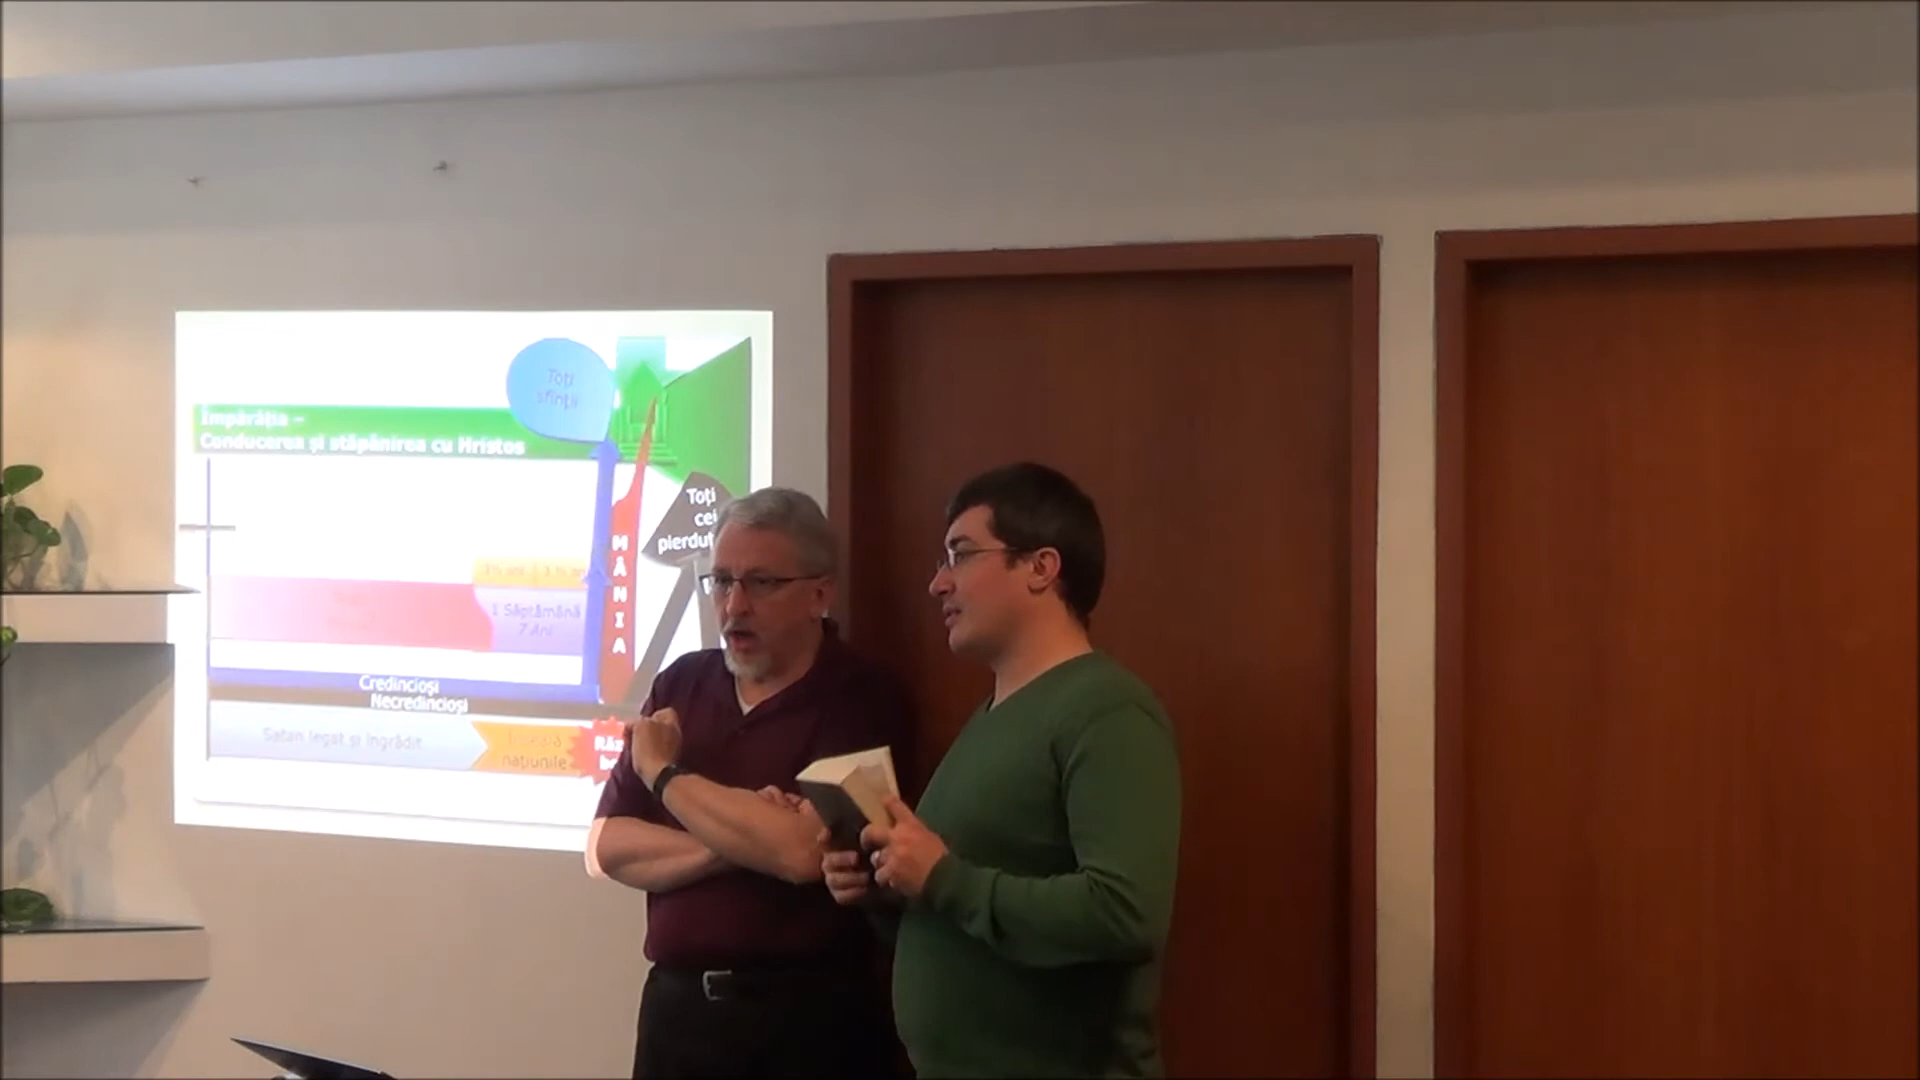 Toți
sfinții
Împărăția –
Conducerea și stăpânirea cu Hristos
Toți
cei
M
Â
N
I
A
1 Săptămână
7 Ani
Credincioși
Necredincioși
Satan legat și îngrădit
națiunile